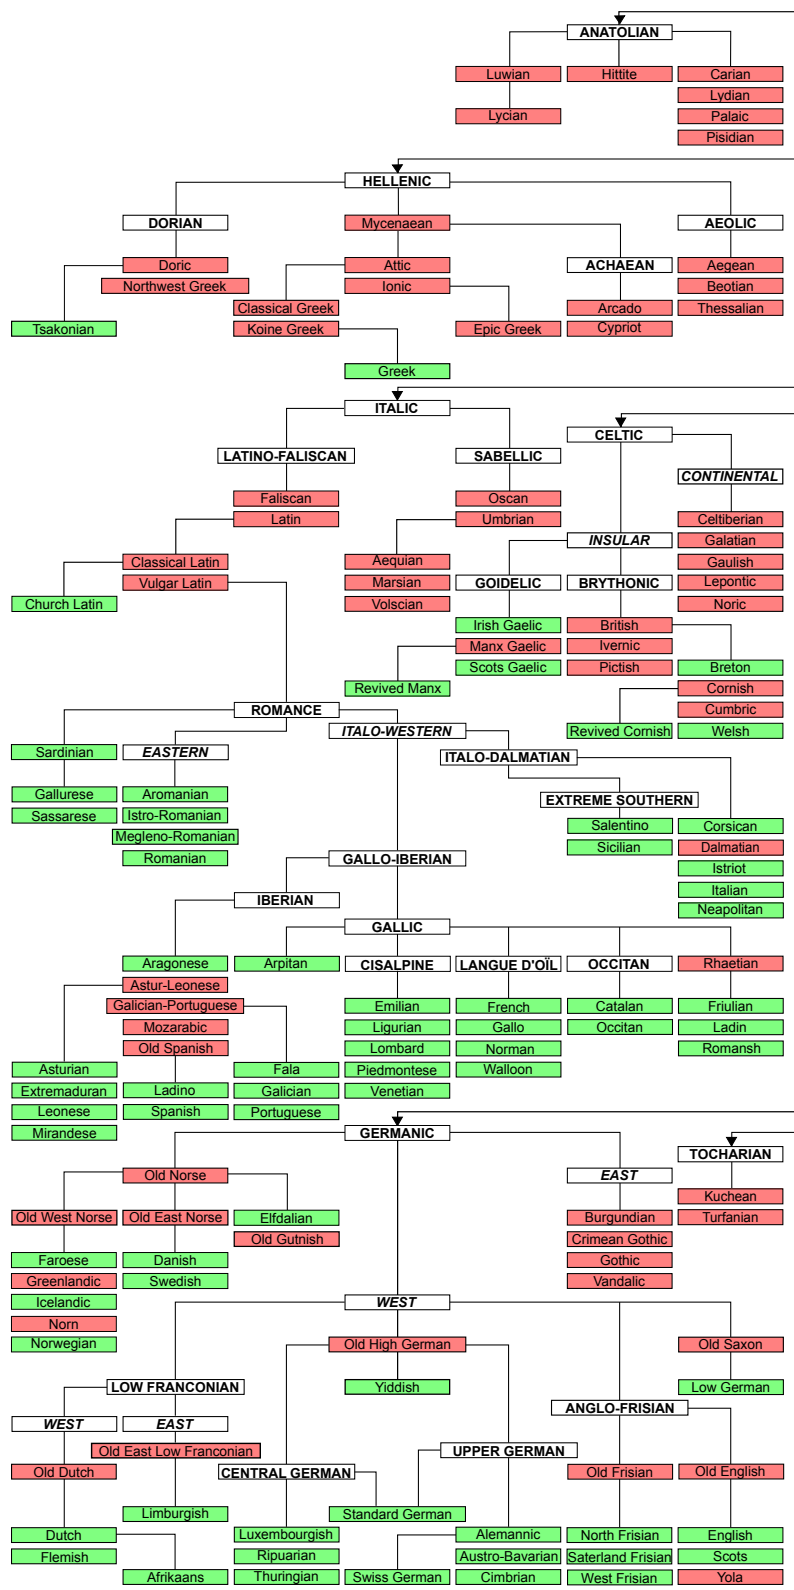 ANATOLIAN
Luwian
Hittite
Carian
Lydian
Lycian
Palaic
Pisidian
HELLENIC
DORIAN
Mycenaean
AEOLIC
Doric
Attic
ACHAEAN
Aegean
Northwest Greek
Ionic
Beotian
Classical Greek
Arcado
Thessalian
Tsakonian
Koine Greek
Epic Greek
Cypriot
Greek
ITALIC
CELTIC
LATINO-FALISCAN
SABELLIC
CONTINENTAL
Faliscan
Oscan
Latin
Umbrian
Celtiberian
INSULAR
Galatian
Classical Latin
Aequian
Gaulish
Vulgar Latin
Marsian
GOIDELIC
BRYTHONIC
Lepontic
Church Latin
Volscian
Noric
Irish Gaelic
British
Manx Gaelic
Ivernic
Scots Gaelic
Pictish
Breton
Revived Manx
Cornish
ROMANCE
Cumbric
ITALO-WESTERN
Revived Cornish
Welsh
Sardinian
EASTERN
ITALO-DALMATIAN
Gallurese
Aromanian
EXTREME SOUTHERN
Sassarese
Istro-Romanian
Salentino
Corsican
Megleno-Romanian
Sicilian
Dalmatian
Romanian
GALLO-IBERIAN
Istriot
Italian
IBERIAN
Neapolitan
GALLIC
Aragonese
Arpitan
CISALPINE
LANGUE D'OÏL
OCCITAN
Rhaetian
Astur-Leonese
Galician-Portuguese
Emilian
French
Catalan
Friulian
Mozarabic
Ligurian
Gallo
Occitan
Ladin
Old Spanish
Lombard
Norman
Romansh
Asturian
Fala
Piedmontese
Walloon
Extremaduran
Ladino
Galician
Venetian
Leonese
Spanish
Portuguese
Mirandese
GERMANIC
TOCHARIAN
Old Norse
EAST
Kuchean
Old West Norse
Old East Norse
Elfdalian
Burgundian
Turfanian
Old Gutnish
Crimean Gothic
Faroese
Danish
Gothic
Greenlandic
Swedish
Vandalic
Icelandic
WEST
Norn
Norwegian
Old High German
Old Saxon
LOW FRANCONIAN
Yiddish
Low German
ANGLO-FRISIAN
WEST
EAST
Old East Low Franconian
UPPER GERMAN
Old Dutch
CENTRAL GERMAN
Old Frisian
Old English
Limburgish
Standard German
Dutch
Luxembourgish
Alemannic
North Frisian
English
Flemish
Ripuarian
Austro-Bavarian
Saterland Frisian
Scots
Afrikaans
Thuringian
Swiss German
Cimbrian
West Frisian
Yola